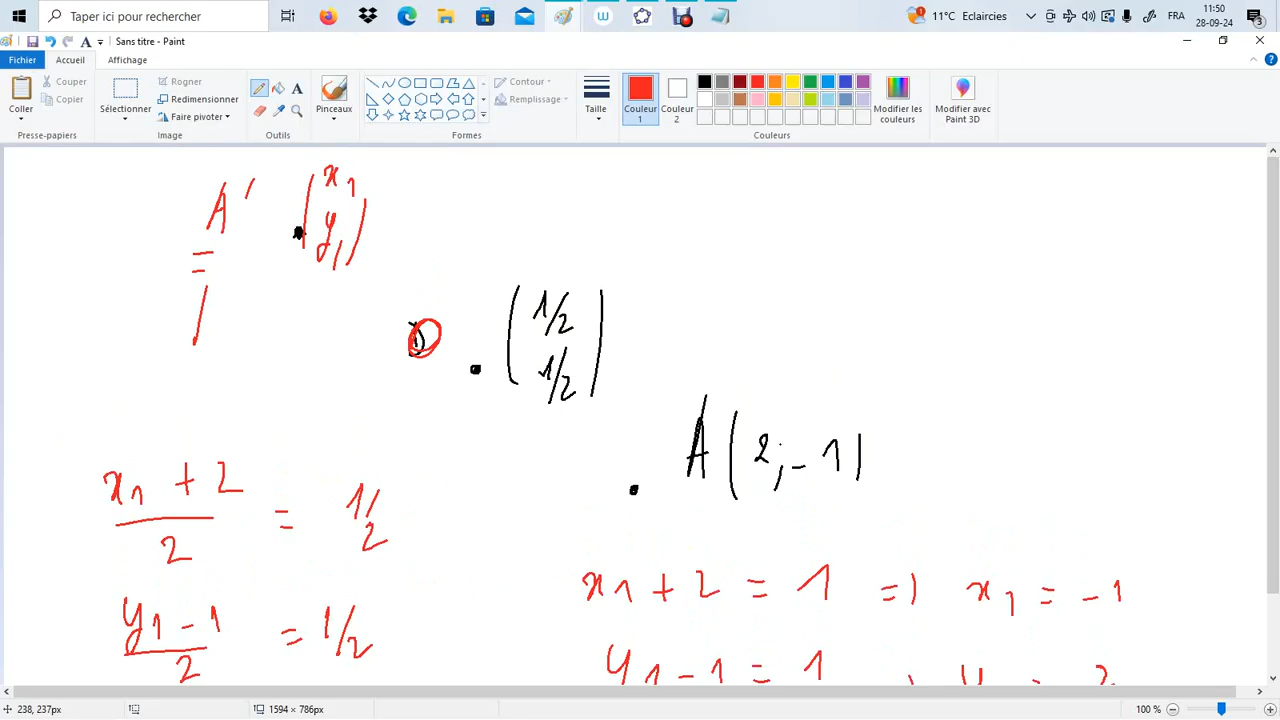 Taper ici pour rechercher
11°C Eclaircies
FRA
11:50
28-09-24
3
Sans titre - Paint
Fichier
Accueil
Affichage
Coller
Couper
Copier
Presse-papiers
Sélectionner
Rogner
Redimensionner
Faire pivoter
Image
A
Outils
Pinceaux
Contour
Remplissage
Formes
Taille
Couleur 1
Couleur 2
Couleurs
Modifier les couleurs
Modifier avec Paint 3D
A' (x1
y1)
=
(1/2
1/2)
A(2;-1)
(x1 + 2)/2 = 1/2
(y1 - 1)/2 = 1/2
x1 + 2 = 1 => x1 = -1
y1 - 1 = 1
238, 237px
1594 × 786px
100 %